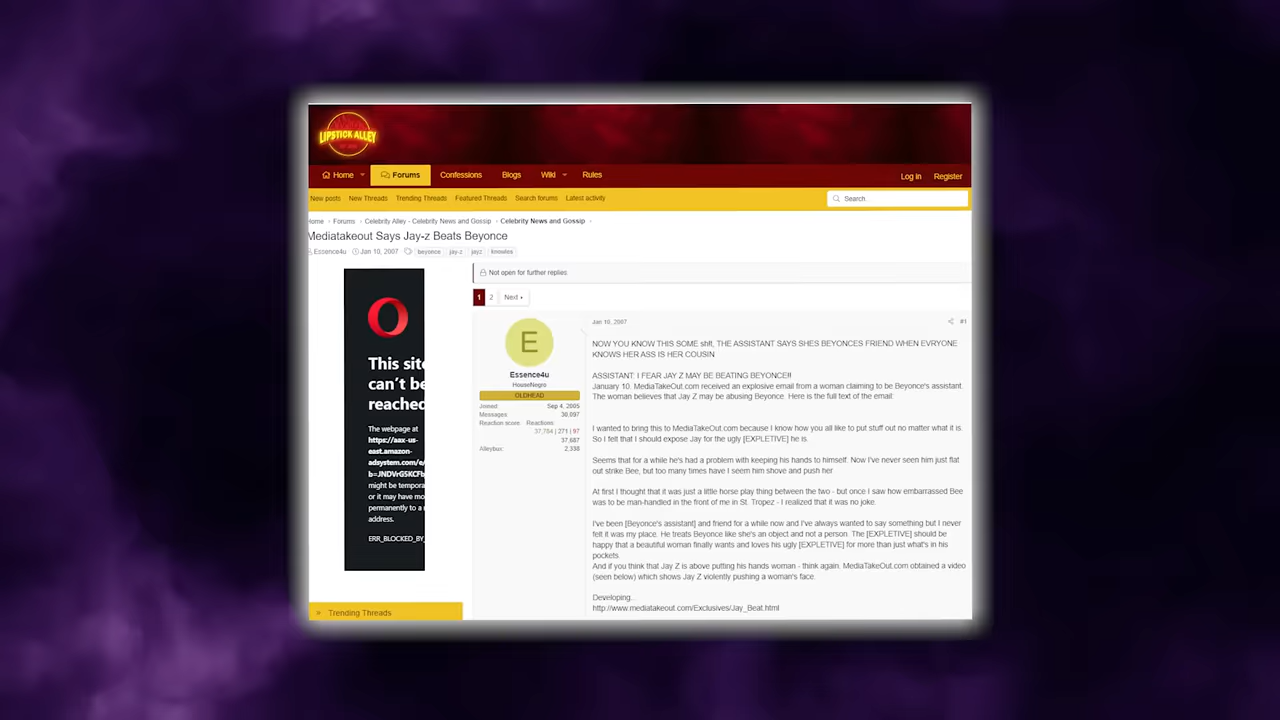 LIPSTICK ALLEY
Home Forums Confessions Blogs Wiki Rules Log in Register
New posts New Threads Trending Threads Featured Threads Search forums Latest activity Search
ome Forums Celebrity Alley - Celebrity News and Gossip Celebrity News and Gossip
Mediatakeout Says Jay-z Beats Beyonce
Essence4u Jan 10, 2007 beyonce jay-z jayz knowles
Not open for further replies.
1 2 Next
Jan 10, 2007 #1
E
Essence4u
HouseNegro
OLDHEAD
Joined: Sep 4, 2005
Messages: 30,097
Reaction score: Reactions:
37,784 | 271 | 97
37,687
Alleybux: 2,338
NOW YOU KNOW THIS SOME sh!t, THE ASSISTANT SAYS SHES BEYONCES FRIEND WHEN EVRYONE
KNOWS HER ASS IS HER COUSIN
ASSISTANT: I FEAR JAY Z MAY BE BEATING BEYONCE!!
January 10. MediaTakeOut.com received an explosive email from a woman claiming to be Beyonce's assistant
The woman believes that Jay Z may be abusing Beyonce. Here is the full text of the email:
I wanted to bring this to MediaTakeOut.com because I know how you all like to put stuff out no matter what it is.
So I felt that I should expose Jay for the ugly [EXPLETIVE] he is.
Seems that for a while he's had a problem with keeping his hands to himself. Now I've never seen him just flat
out strike Bee, but too many times have I seem him shove and push her
At first I thought that it was just a little horse play thing between the two - but once I saw how embarrassed Bee
was to be man-handled in the front of me in St. Tropez - I realized that it was no joke.
I've been [Beyonce's assistant] and friend for a while now and I've always wanted to say something but I never
felt it was my place. He treats Beyonce like she's an object and not a person. The [EXPLETIVE] should be
happy that a beautiful woman finally wants and loves his ugly [EXPLETIVE] for more than just what's in his
pockets.
And if you think that Jay Z is above putting his hands woman - think again. MediaTakeOut.com obtained a video
(seen below) which shows Jay Z violently pushing a woman's face.
Developing...
http://www.mediatakeout.com/Exclusives/Jay_Beat.html
This site
can't be
reached
The webpage at
https://aax-us-
east.amazon-
adsystem.com/e/
b=JNDVrG5KCF
might be tempora
or it may have mo
permanently to a
address.
ERR_BLOCKED_BY_
» Trending Threads